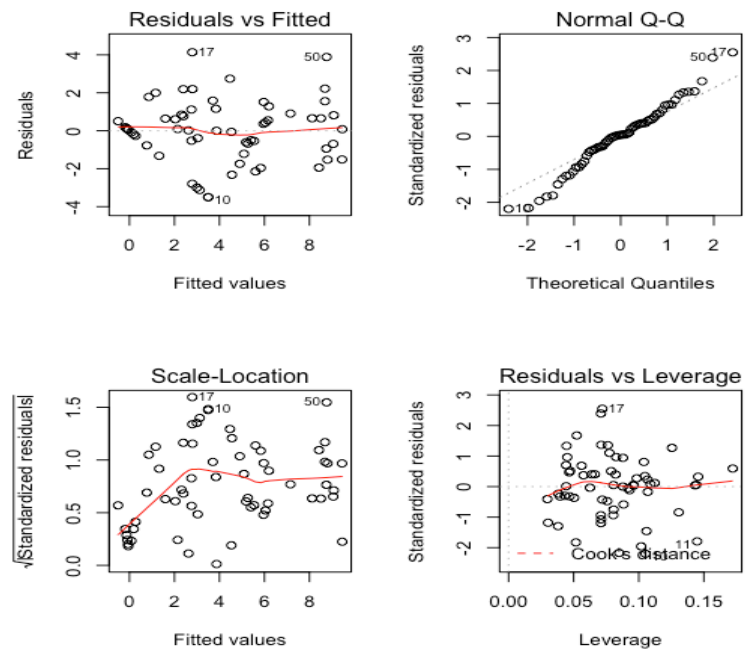 Residuals vs Fitted
Residuals
4
2
0
-2
-4
17
50
10
0 2 4 6 8
Fitted values
Normal Q-Q
Standardized residuals
3
2
1
0
-1
-2
50
17
-2 -1 0 1 2
Theoretical Quantiles
Scale-Location
√|Standardized residuals|
1.5
1.0
0.5
0.0
17
10
50
0 2 4 6 8
Fitted values
Residuals vs Leverage
Standardized residuals
3
2
1
0
-1
-2
17
11
Cook's distance
0.00 0.05 0.10 0.15
Leverage